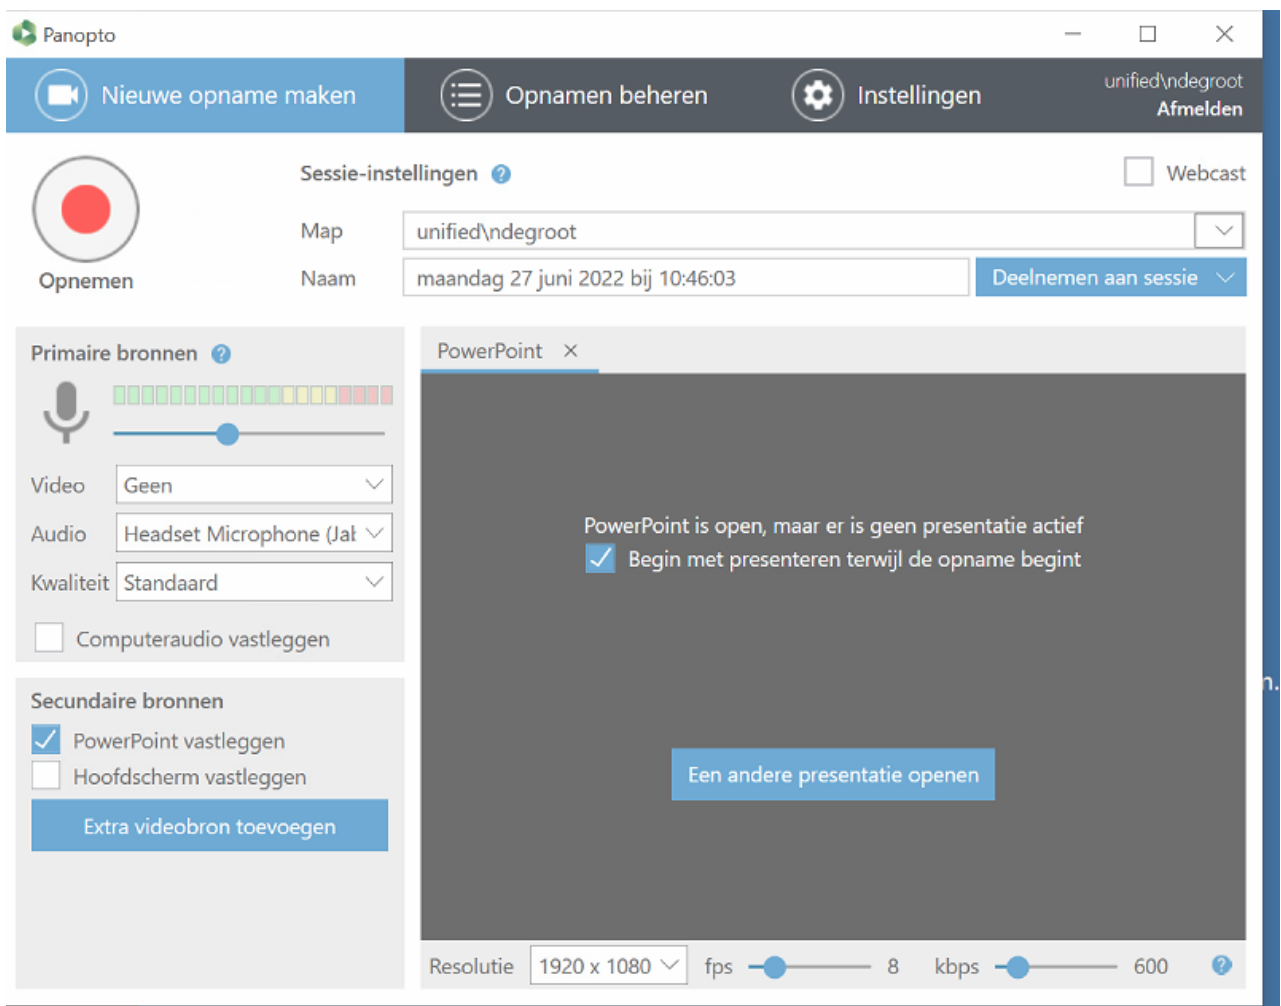 Panopto
Nieuwe opname maken
Opnamen beheren
Instellingen
unified\ndegroot
Afmelden
Opnemen
Sessie-instellingen ?
Webcast
Map unified\ndegroot
Naam maandag 27 juni 2022 bij 10:46:03 Deelnemen aan sessie
Primaire bronnen ?
Video Geen
Audio Headset Microphone (Jab
Kwaliteit Standaard
Computeraudio vastleggen
Secundaire bronnen
PowerPoint vastleggen
Hoofdscherm vastleggen
Extra videobron toevoegen
PowerPoint
PowerPoint is open, maar er is geen presentatie actief
Begin met presenteren terwijl de opname begint
Een andere presentatie openen
Resolutie 1920 x 1080 fps 8 kbps 600 ?
n.